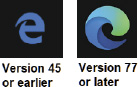 Version 45
or earlier
Version 77
or later